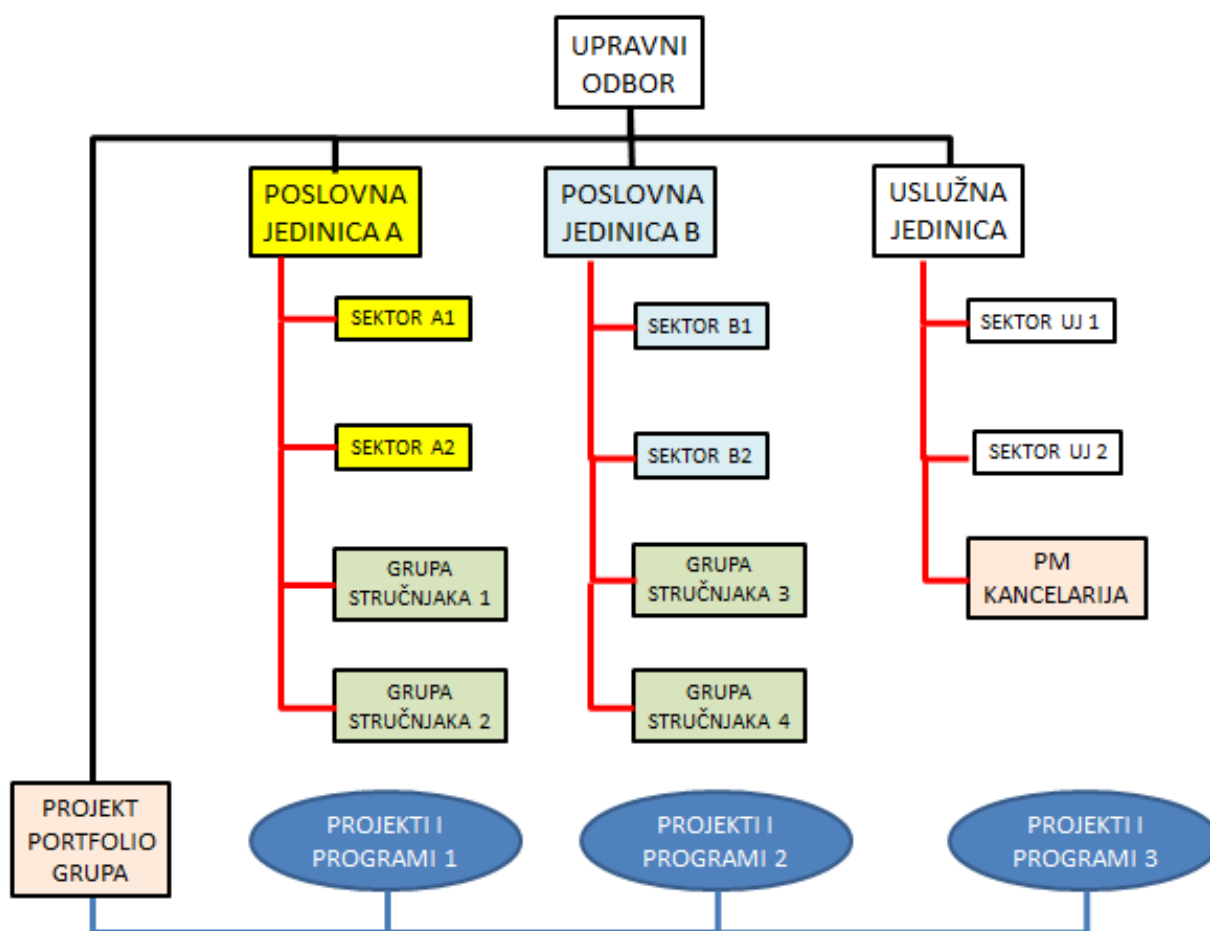 UPRAVNI
ODBOR
POSLOVNA
JEDINICA A
POSLOVNA
JEDINICA B
USLUŽNA
JEDINICA
SEKTOR A1
SEKTOR B1
SEKTOR UJ 1
SEKTOR A2
SEKTOR B2
SEKTOR UJ 2
GRUPA
STRUČNJAKA 1
GRUPA
STRUČNJAKA 3
PM
KANCELARIJA
GRUPA
STRUČNJAKA 2
GRUPA
STRUČNJAKA 4
PROJEKT
PORTFOLIO
GRUPA
PROJEKTI I
PROGRAMI 1
PROJEKTI I
PROGRAMI 2
PROJEKTI I
PROGRAMI 3